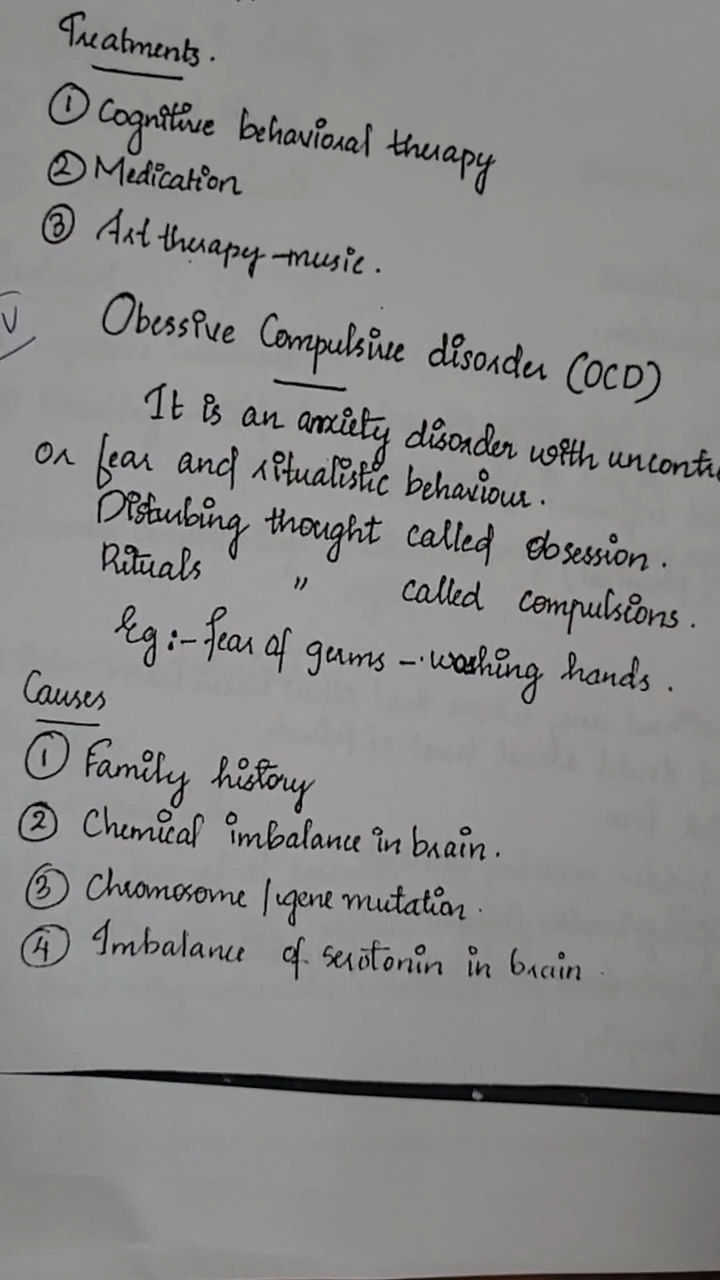 Treatments.
① Cognitive behavioral therapy
② Medication
③ Art therapy - music.
V
Obessive Compulsive disorder (OCD)
It is an anxiety disorder with uncont
or fear and ritualistic behaviour.
Disturbing thought called obsession.
Rituals " called compulsions.
Eg :- fear of germs - washing hands.
Causes
① Family history
② Chemical imbalance in brain.
③ Chromosome / gene mutation.
④ Imbalance of serotonin in brain.